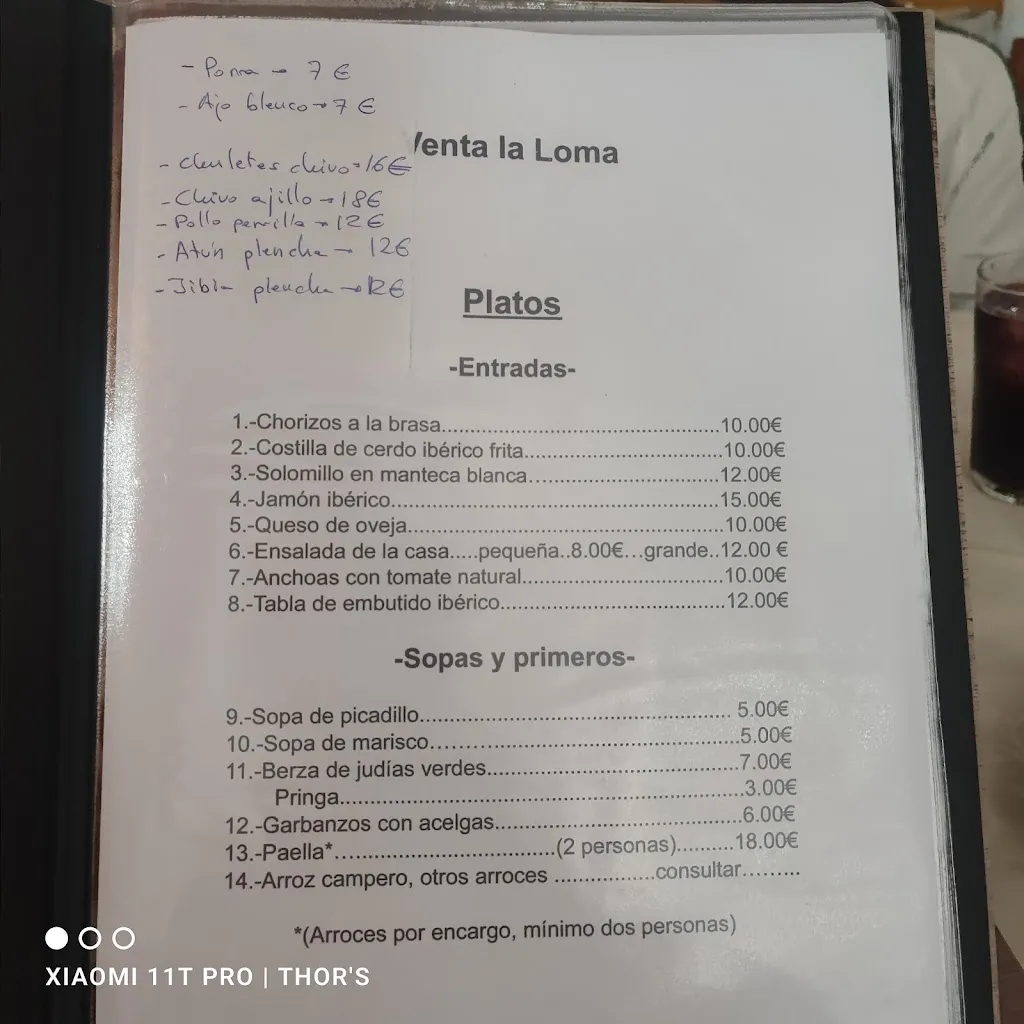 - Porra → 7 €
- Ajo blanco → 7 €
- Chuletas chivo → 16€
- Chivo ajillo → 18€
- Pollo parrilla → 12€
- Atún plancha → 12€
- Jibia plancha → 12€
Venta la Loma
Platos
-Entradas-
1.-Chorizos a la brasa..........10.00€
2.-Costilla de cerdo ibérico frita..........10.00€
3.-Solomillo en manteca blanca..........12.00€
4.-Jamón ibérico..........15.00€
5.-Queso de oveja..........10.00€
6.-Ensalada de la casa.....pequeña..8.00€...grande..12.00 €
7.-Anchoas con tomate natural..........10.00€
8.-Tabla de embutido ibérico..........12.00€
-Sopas y primeros-
9.-Sopa de picadillo.......... 5.00€
10.-Sopa de marisco..........5.00€
11.-Berza de judías verdes..........7.00€
Pringa..........3.00€
12.-Garbanzos con acelgas..........6.00€
13.-Paella*..........(2 personas)..........18.00€
14.-Arroz campero, otros arroces ..........consultar.........
*(Arroces por encargo, mínimo dos personas)
XIAOMI 11T PRO | THOR'S